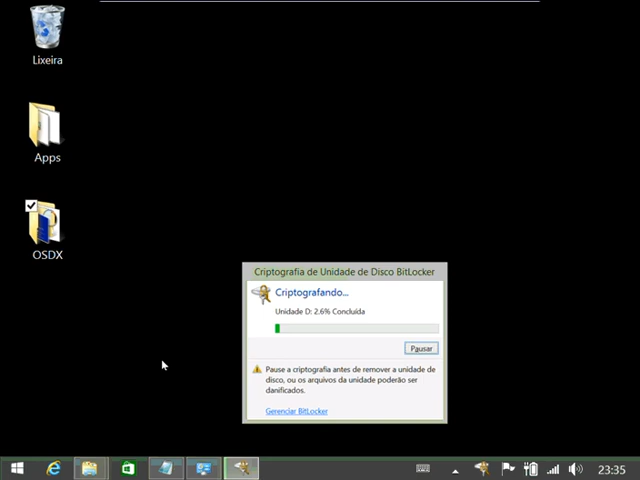 Lixeira
Apps
OSDX
Criptografia de Unidade de Disco BitLocker
Criptografando...
Unidade D: 2.6% Concluída
Pausar
Pause a criptografia antes de remover a unidade de
disco, ou os arquivos da unidade poderão ser
danificados.
Gerenciar BitLocker
23:35